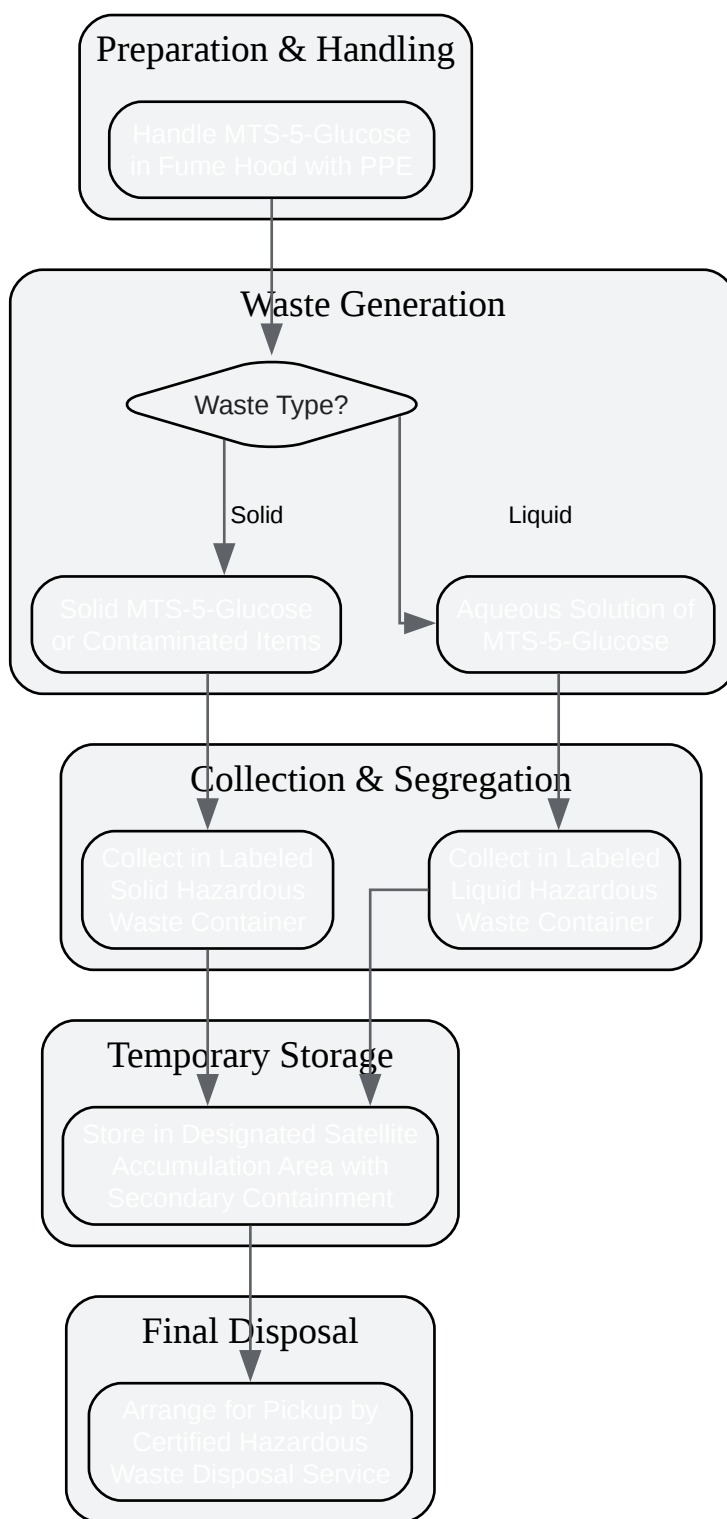 Preparation & Handling
Handle MTS-5-Glucose
in Fume Hood with PPE
Waste Generation
Waste Type?
Solid
Liquid
Solid MTS-5-Glucose
or Contaminated Items
Aqueous Solution of
MTS-5-Glucose
Collection & Segregation
Collect in Labeled
Solid Hazardous
Waste Container
Collect in Labeled
Liquid Hazardous
Waste Container
Temporary Storage
Store in Designated Satellite
Accumulation Area with
Secondary Containment
Final Disposal
Arrange for Pickup by
Certified Hazardous
Waste Disposal Service